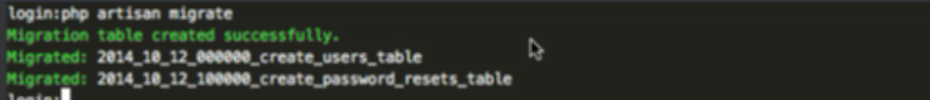 login:php artisan migrate
Migration table created successfully.
Migrated: 2014_10_12_000000_create_users_table
Migrated: 2014_10_12_100000_create_password_resets_table
login: